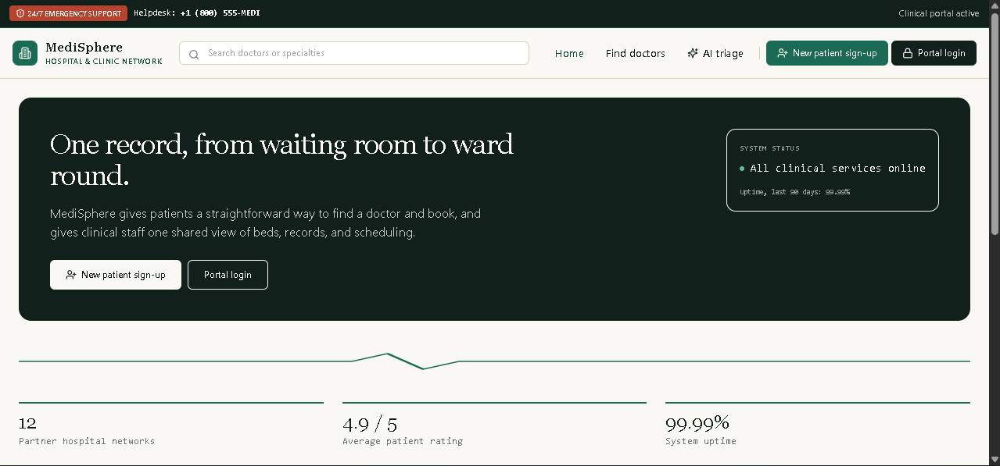 24/7 EMERGENCY SUPPORT Helpdesk: +1 (800) 555-MEDI Clinical portal active
MediSphere
HOSPITAL & CLINIC NETWORK
Search doctors or specialties
Home Find doctors AI triage New patient sign-up Portal login
One record, from waiting room to ward
round.
MediSphere gives patients a straightforward way to find a doctor and book, and
gives clinical staff one shared view of beds, records, and scheduling.
New patient sign-up Portal login
SYSTEM STATUS
All clinical services online
Uptime, last 90 days: 99.99%
12
Partner hospital networks
4.9 / 5
Average patient rating
99.99%
System uptime